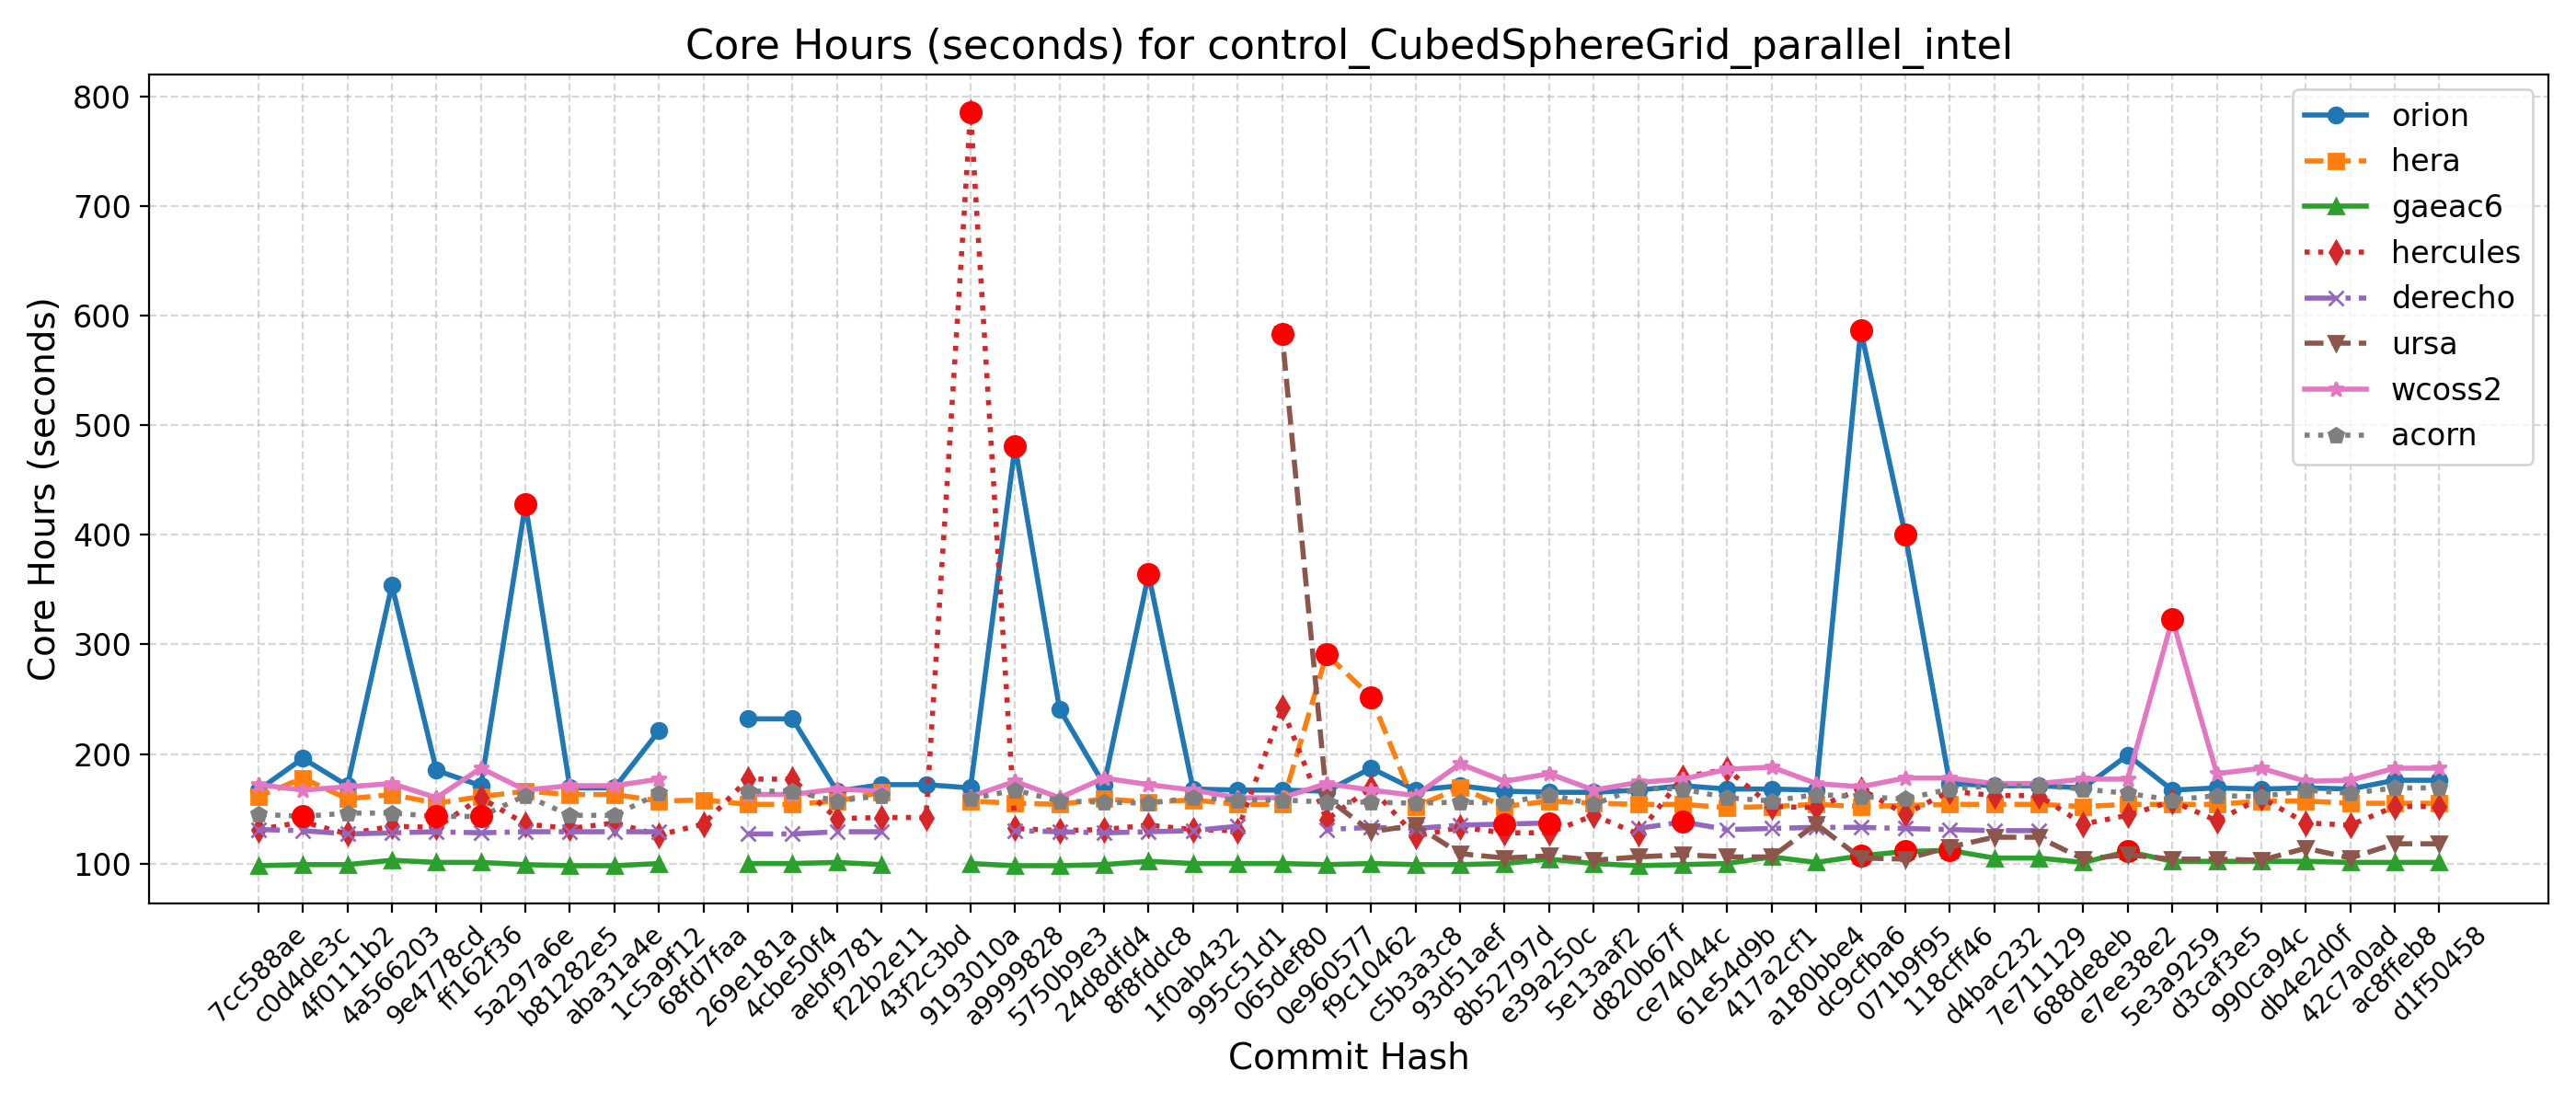 Core Hours (seconds) for control_CubedSphereGrid_parallel_intel
Core Hours (seconds)
800
700
600
500
400
300
200
100
orion
hera
gaeac6
hercules
derecho
ursa
wcoss2
acorn
7cc588ae
c0d4de3c
4f0111b2
4a566203
9e4778cd
ff162f36
5a297a6e
b81282e5
aba31a4e
1c5a9f12
68fd7faa
269e181a
4cbe50f4
aebf9781
f22b2e11
43f2c3bd
9193010a
a9999828
5750b9e3
24d8dfd4
8f8fddc8
1f0ab432
995c51d1
065def80
0e960577
f9c10462
c5b3a3c8
93d51aef
8b52797d
e39a250c
5e13aaf2
d820b67f
ce74044c
61e54d9b
417a2cf1
a180bbe4
dc9cfba6
071b9f95
118cff46
d4bac232
7e711129
688de8eb
e7ee38e2
5e3a9259
d3caf3e5
990ca94c
db4e2d0f
42c7a0ad
ac8ffeb8
d1f50458
Commit Hash